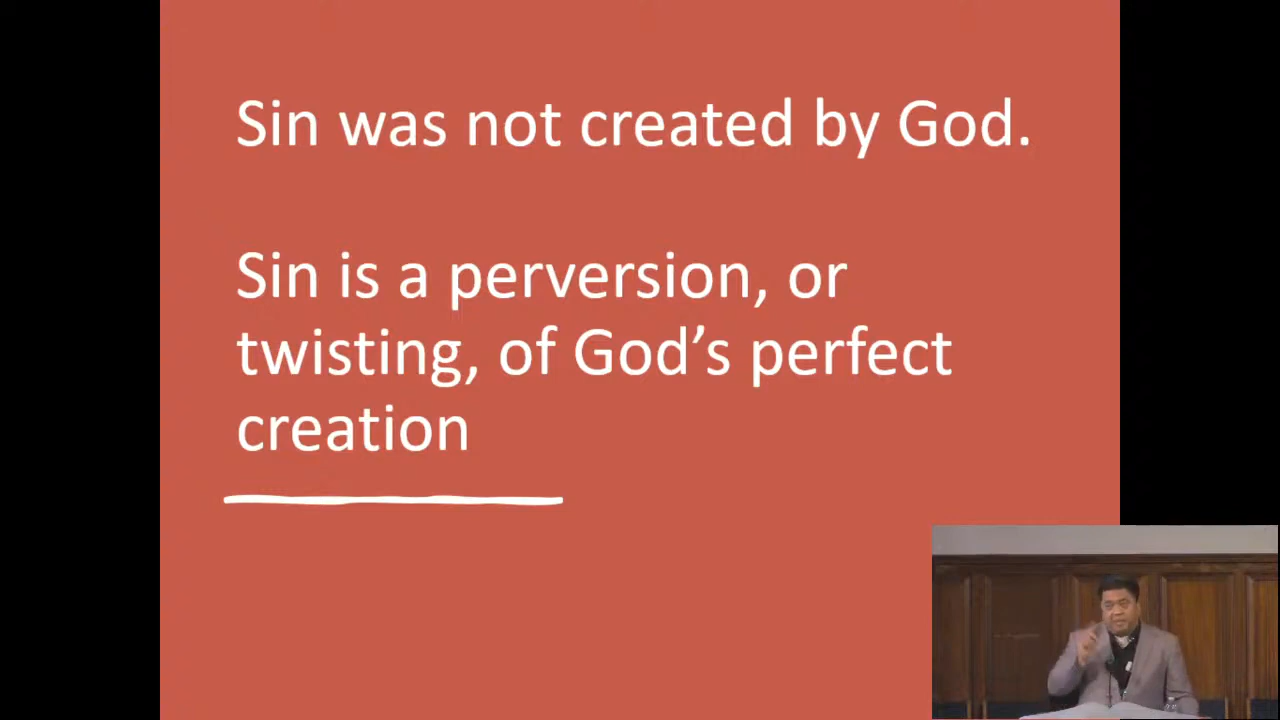 Sin was not created by God.
Sin is a perversion, or
twisting, of God’s perfect
creation